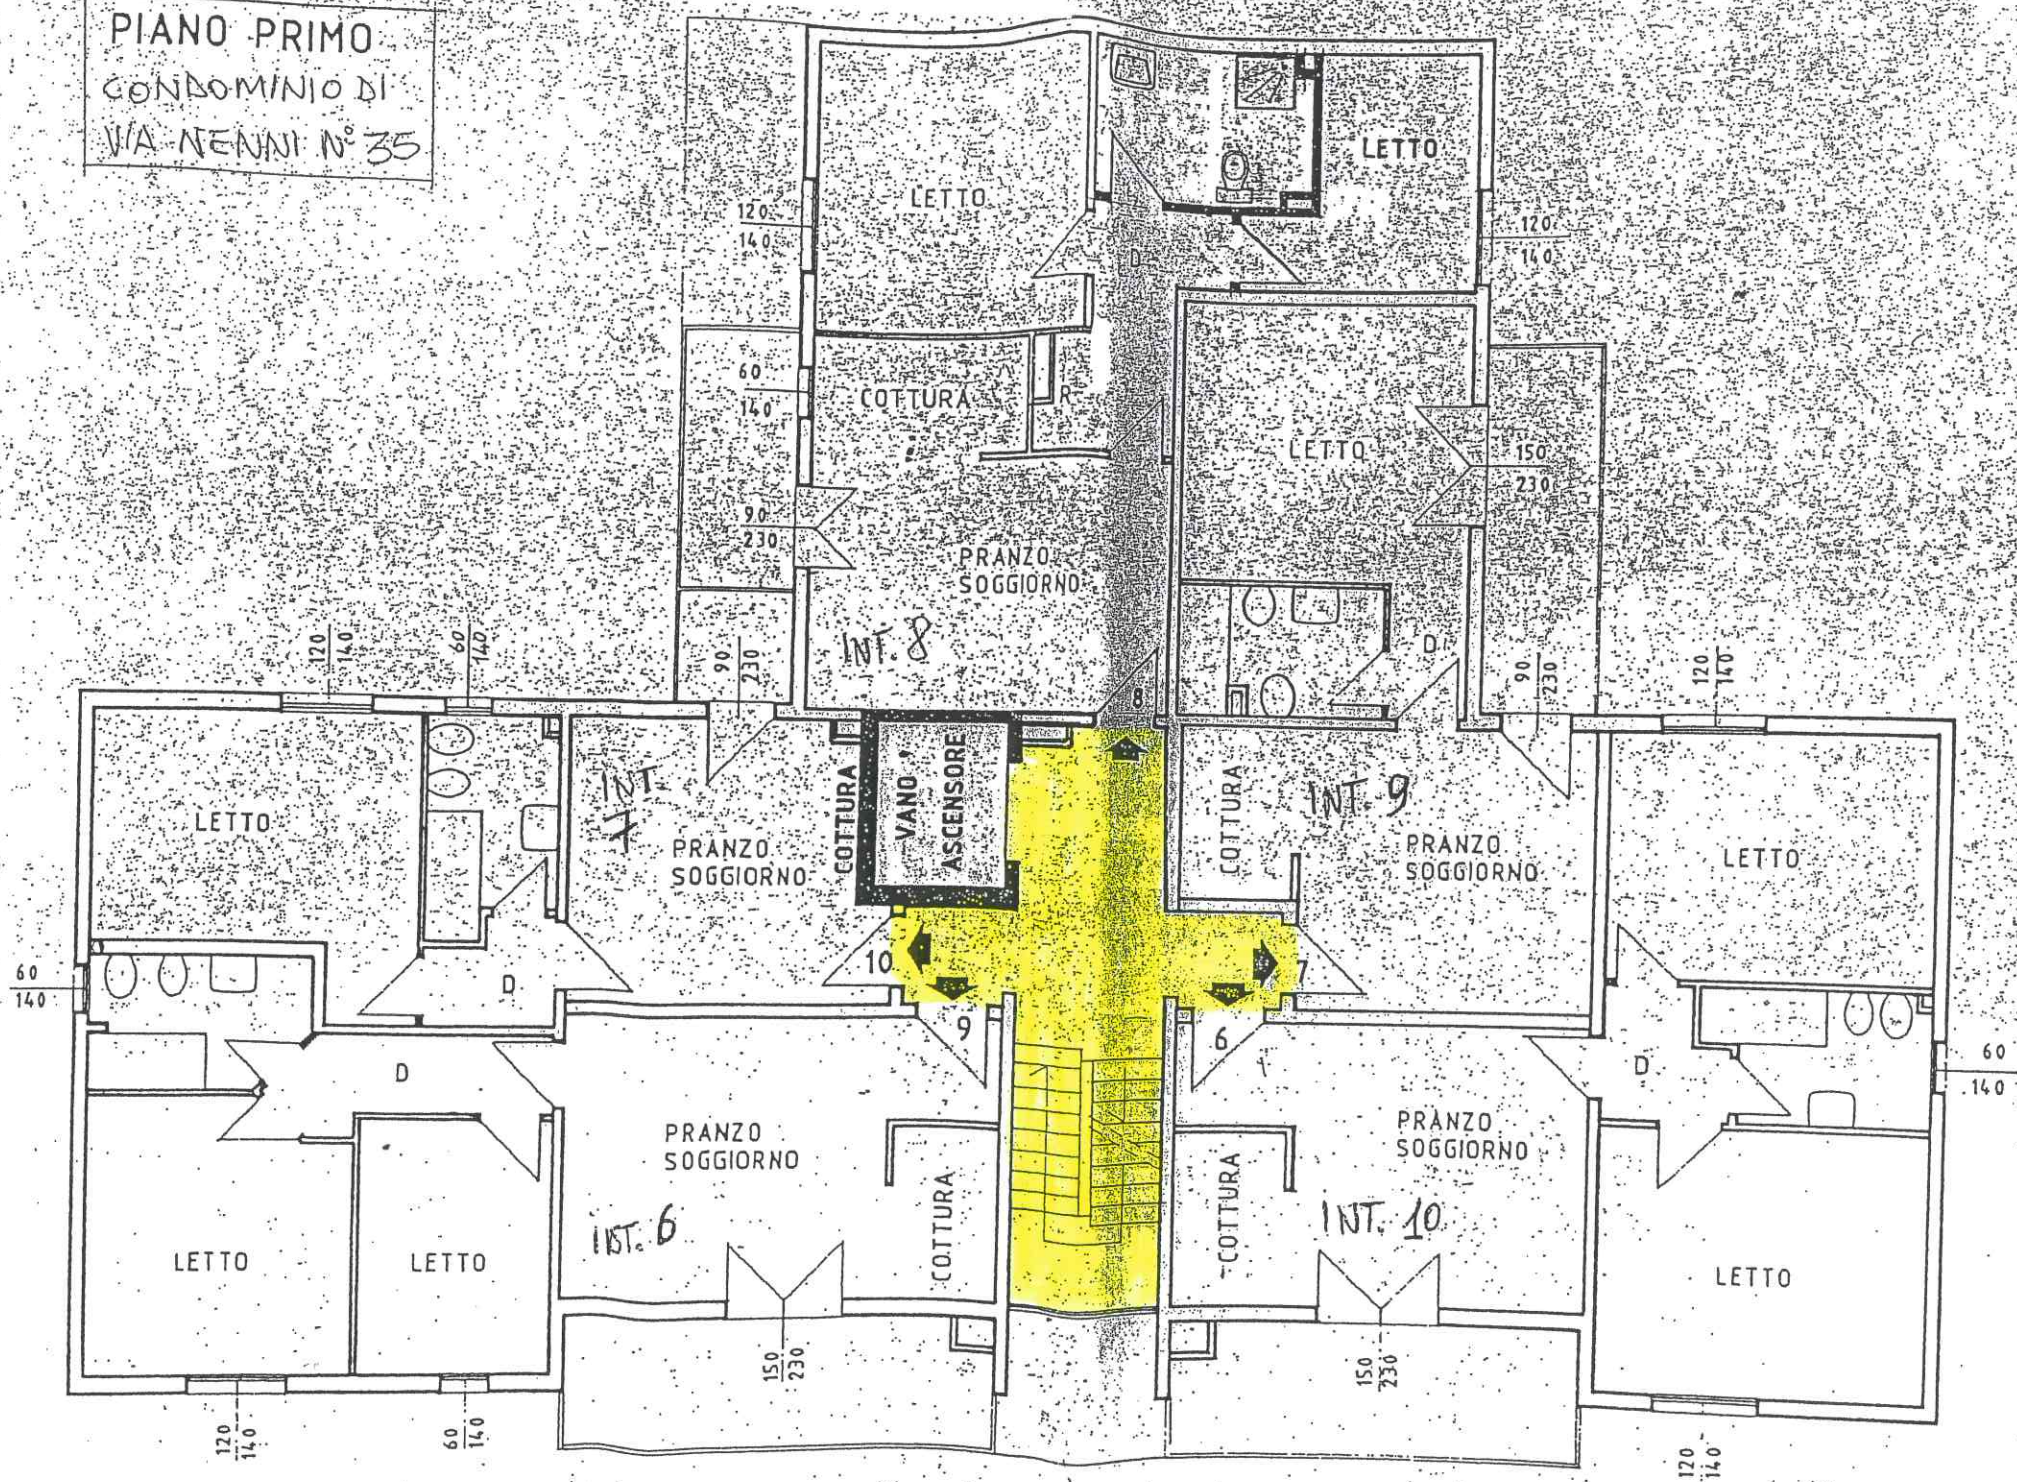 PIANO PRIMO
CONDOMINIO DI
VIA NENNI N° 35
LETTO
LETTO
120
140
120
140
D
60
140
COTTURA
R
LETTO
150
230
90
230
PRANZO
SOGGIORNO
INT. 8
D
120
140
60
140
90
230
8
90
230
120
140
LETTO
INT.
7
PRANZO
SOGGIORNO
COTTURA
VANO
ASCENSORE
COTTURA
INT. 9
PRANZO
SOGGIORNO
LETTO
60
140
D
10
9
7
6
D
D
60
140
PRANZO
SOGGIORNO
PRANZO
SOGGIORNO
LETTO
LETTO
INT. 6
COTTURA
COTTURA
INT. 10
LETTO
150
230
150
230
120
140
60
140
120
140